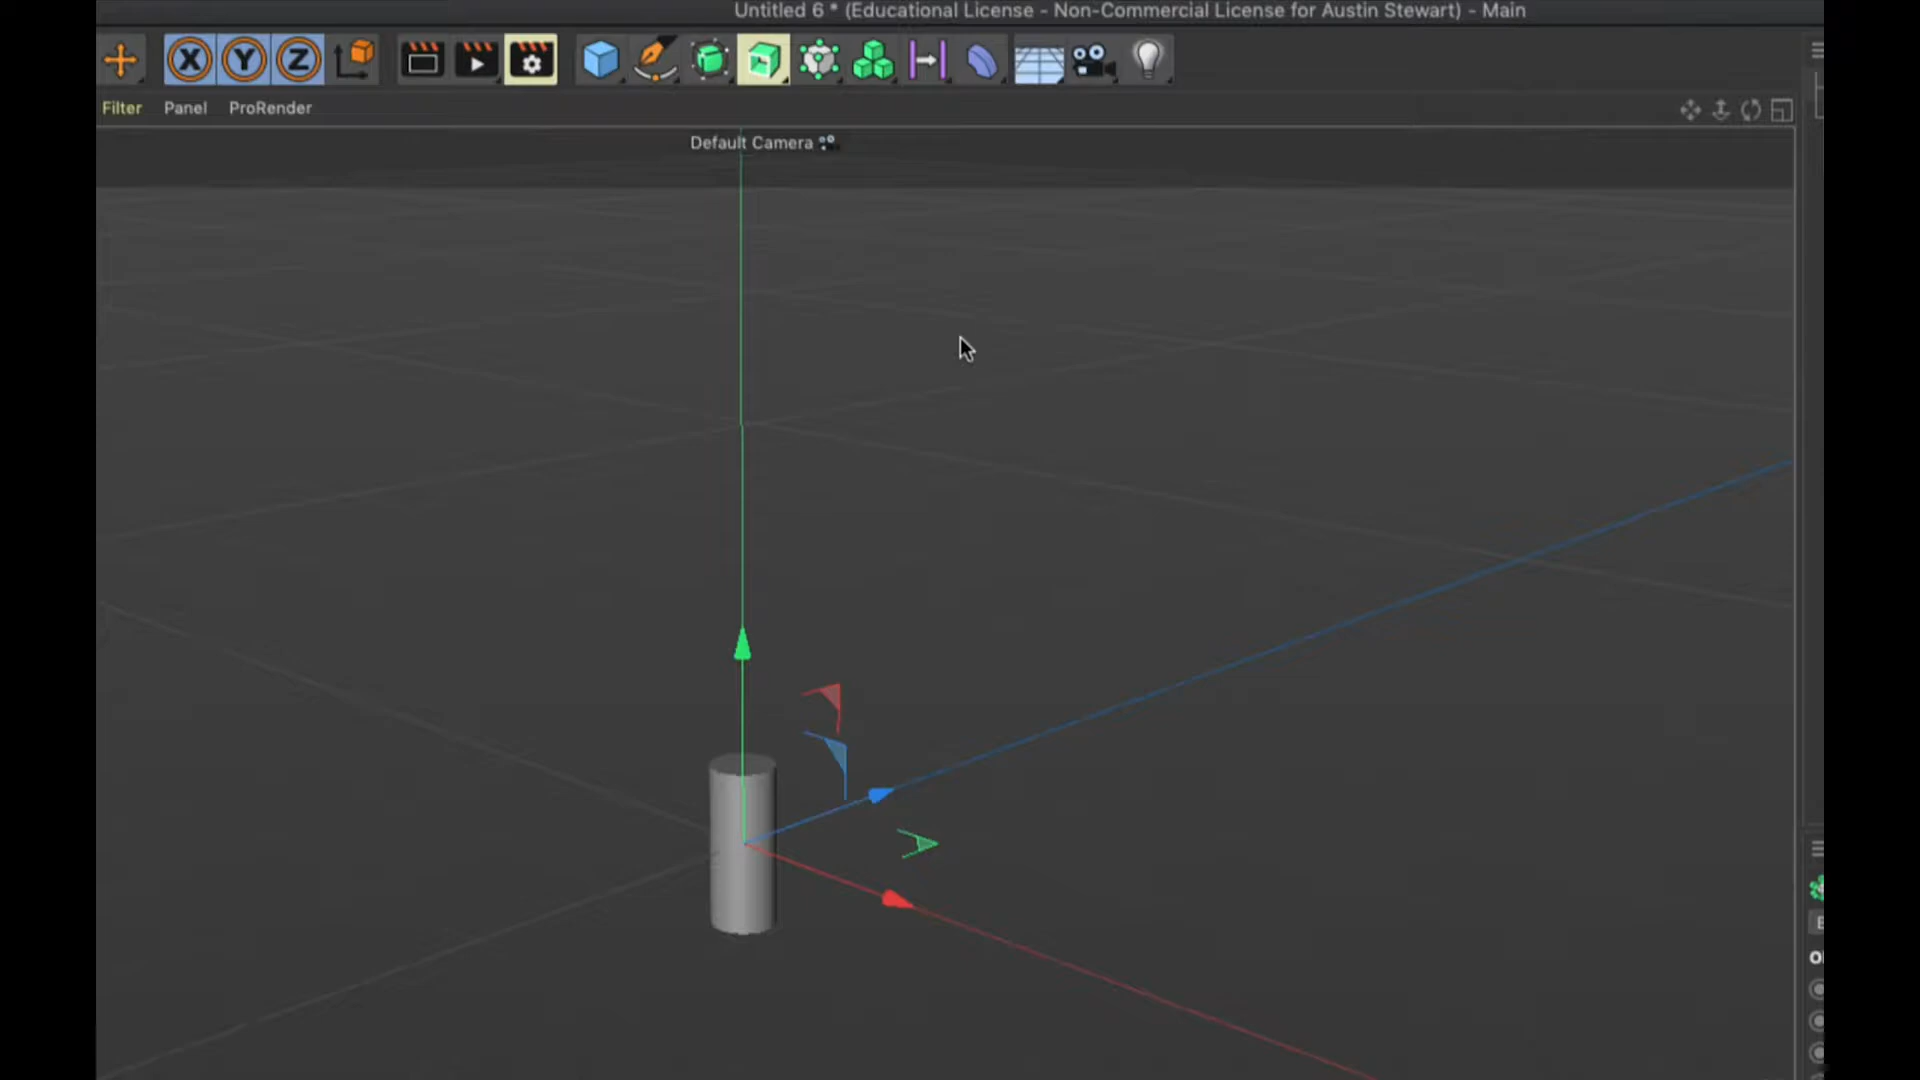 Untitled 6 * (Educational License - Non-Commercial License for Austin Stewart) - Main
X Y Z
Filter Panel ProRender
Default Camera